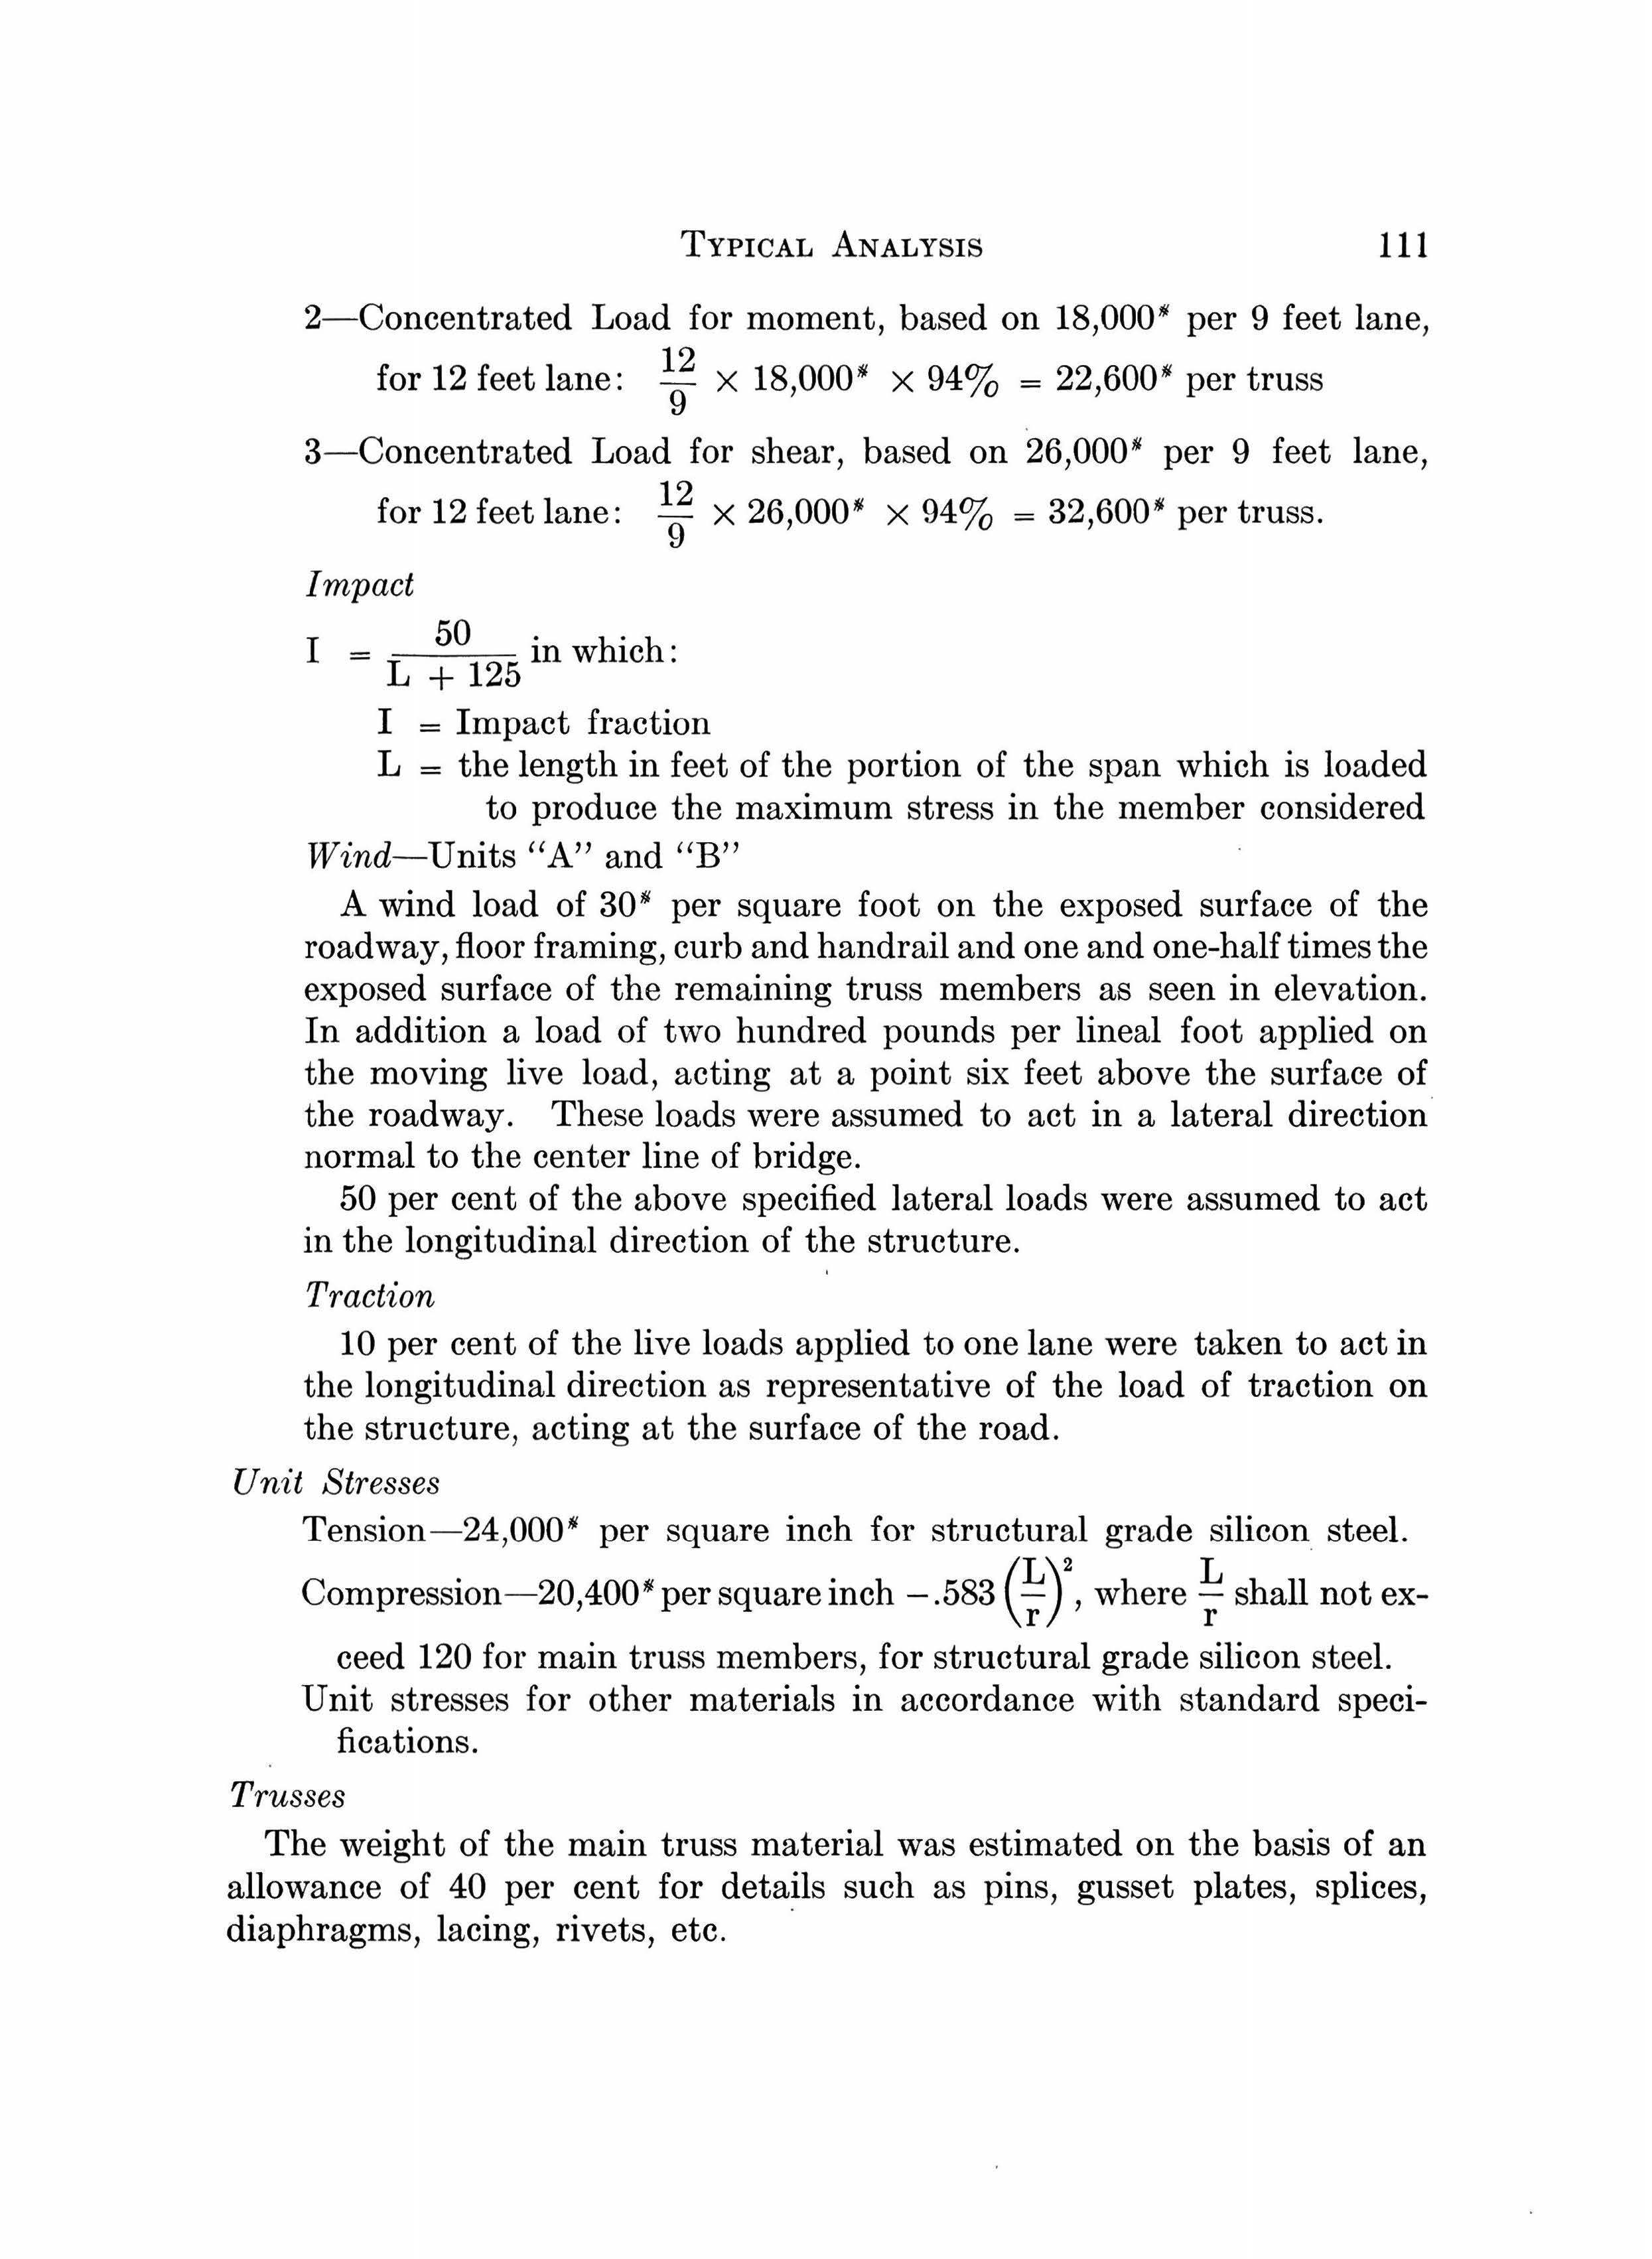 TYPICAL ANALYSIS 111
2—Concentrated Load for moment, based on 18,000# per 9 feet lane,
for 12 feet lane: 12/9 × 18,000# × 94% = 22,600# per truss
3—Concentrated Load for shear, based on 26,000# per 9 feet lane,
for 12 feet lane: 12/9 × 26,000# × 94% = 32,600# per truss.
Impact
I = 50/(L + 125) in which:
I = Impact fraction
L = the length in feet of the portion of the span which is loaded
to produce the maximum stress in the member considered
Wind—Units “A” and “B”
A wind load of 30# per square foot on the exposed surface of the
roadway, floor framing, curb and handrail and one and one-half times the
exposed surface of the remaining truss members as seen in elevation.
In addition a load of two hundred pounds per lineal foot applied on
the moving live load, acting at a point six feet above the surface of
the roadway. These loads were assumed to act in a lateral direction
normal to the center line of bridge.
50 per cent of the above specified lateral loads were assumed to act
in the longitudinal direction of the structure.
Traction
10 per cent of the live loads applied to one lane were taken to act in
the longitudinal direction as representative of the load of traction on
the structure, acting at the surface of the road.
Unit Stresses
Tension—24,000# per square inch for structural grade silicon steel.
Compression—20,400# per square inch −.583 (L/r)², where L/r shall not ex-
ceed 120 for main truss members, for structural grade silicon steel.
Unit stresses for other materials in accordance with standard speci-
fications.
Trusses
The weight of the main truss material was estimated on the basis of an
allowance of 40 per cent for details such as pins, gusset plates, splices,
diaphragms, lacing, rivets, etc.